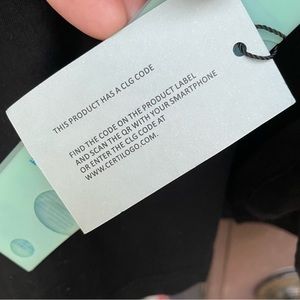 THIS PRODUCT HAS A CLG CODE
FIND THE CODE ON THE PRODUCT LABEL
AND SCAN THE QR WITH YOUR SMARTPHONE
OR ENTER THE CLG CODE AT
WWW.CERTILOGO.COM.